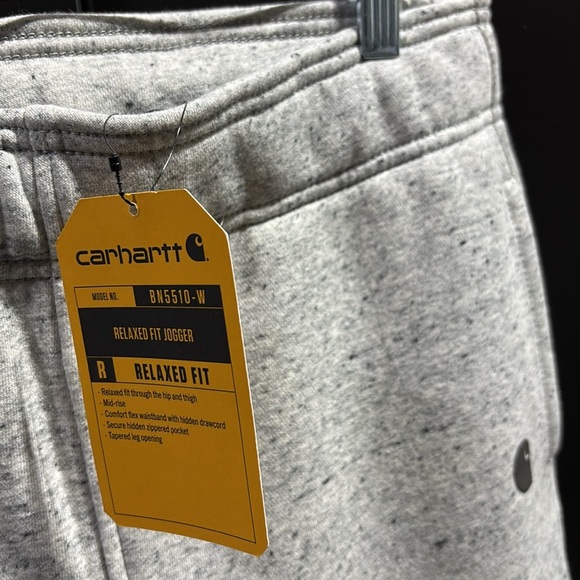 carhartt
MODEL NO. BN5510-W
RELAXED FIT JOGGER
R RELAXED FIT
- Relaxed fit through the hip and thigh
- Mid-rise
- Comfort flex waistband with hidden drawcord
- Secure hidden zippered pocket
- Tapered leg opening